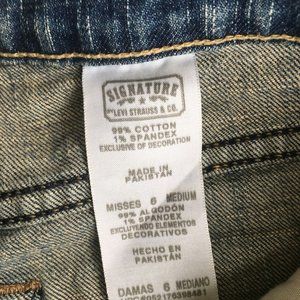 SIGNATURE
LEVI STRAUSS & CO.
99% COTTON
1% SPANDEX
EXCLUSIVE OF DECORATION
MADE IN
PAKISTAN
MISSES 6 MEDIUM
99% ALGODÓN
1% SPANDEX
EXCLUYENDO ELEMENTOS
DECORATIVOS
HECHO EN
PAKISTÁN
DAMAS 6 MEDIANO